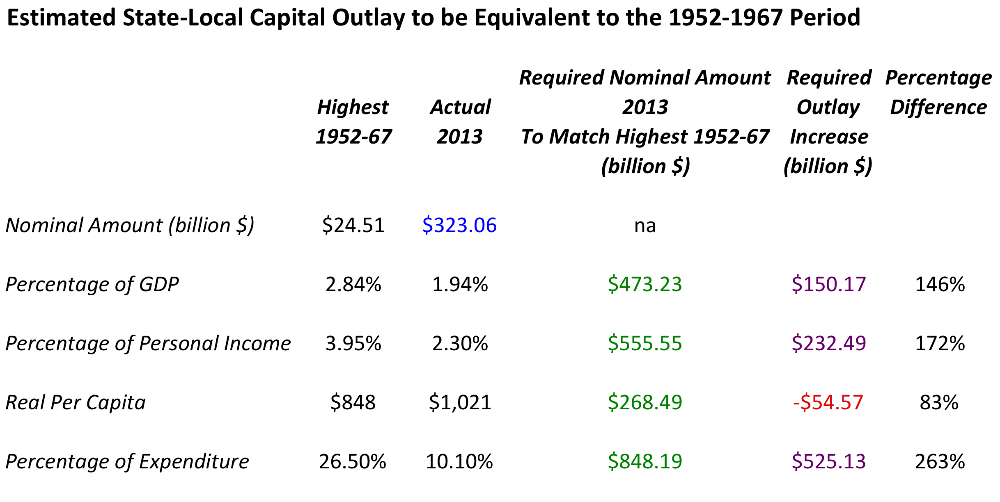 Estimated State-Local Capital Outlay to be Equivalent to the 1952-1967 Period
Required Nominal Amount Required Percentage
Highest Actual 2013 Outlay Difference
1952-67 2013 To Match Highest 1952-67 Increase
(billion $) (billion $)
Nominal Amount (billion $) $24.51 $323.06 na
Percentage of GDP 2.84% 1.94% $473.23 $150.17 146%
Percentage of Personal Income 3.95% 2.30% $555.55 $232.49 172%
Real Per Capita $848 $1,021 $268.49 -$54.57 83%
Percentage of Expenditure 26.50% 10.10% $848.19 $525.13 263%